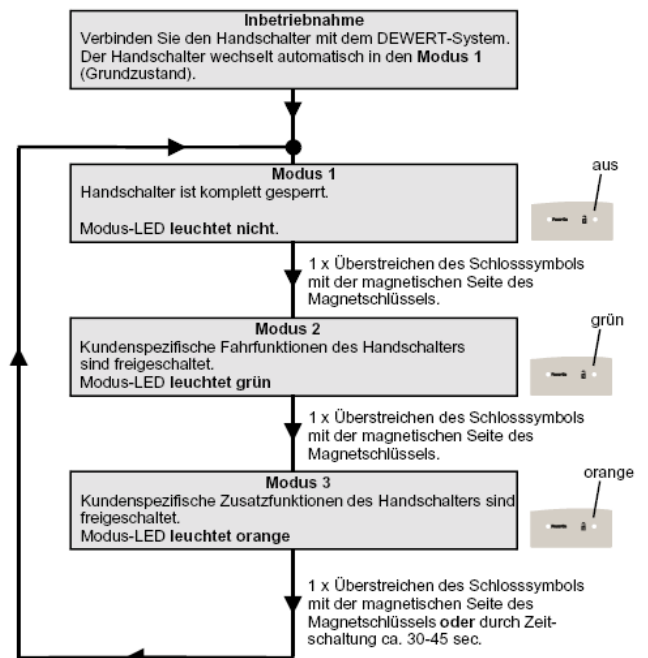 Inbetriebnahme
Verbinden Sie den Handschalter mit dem DEWERT-System.
Der Handschalter wechselt automatisch in den Modus 1
(Grundzustand).
Modus 1
Handschalter ist komplett gesperrt.
Modus-LED leuchtet nicht.
aus
1 x Überstreichen des Schlosssymbols
mit der magnetischen Seite des
Magnetschlüssels.
Modus 2
Kundenspezifische Fahrfunktionen des Handschalters
sind freigeschaltet.
Modus-LED leuchtet grün
grün
1 x Überstreichen des Schlosssymbols
mit der magnetischen Seite des
Magnetschlüssels.
Modus 3
Kundenspezifische Zusatzfunktionen des Handschalters sind
freigeschaltet.
Modus-LED leuchtet orange
orange
1 x Überstreichen des Schlosssymbols
mit der magnetischen Seite des
Magnetschlüssels oder durch Zeit-
schaltung ca. 30-45 sec.